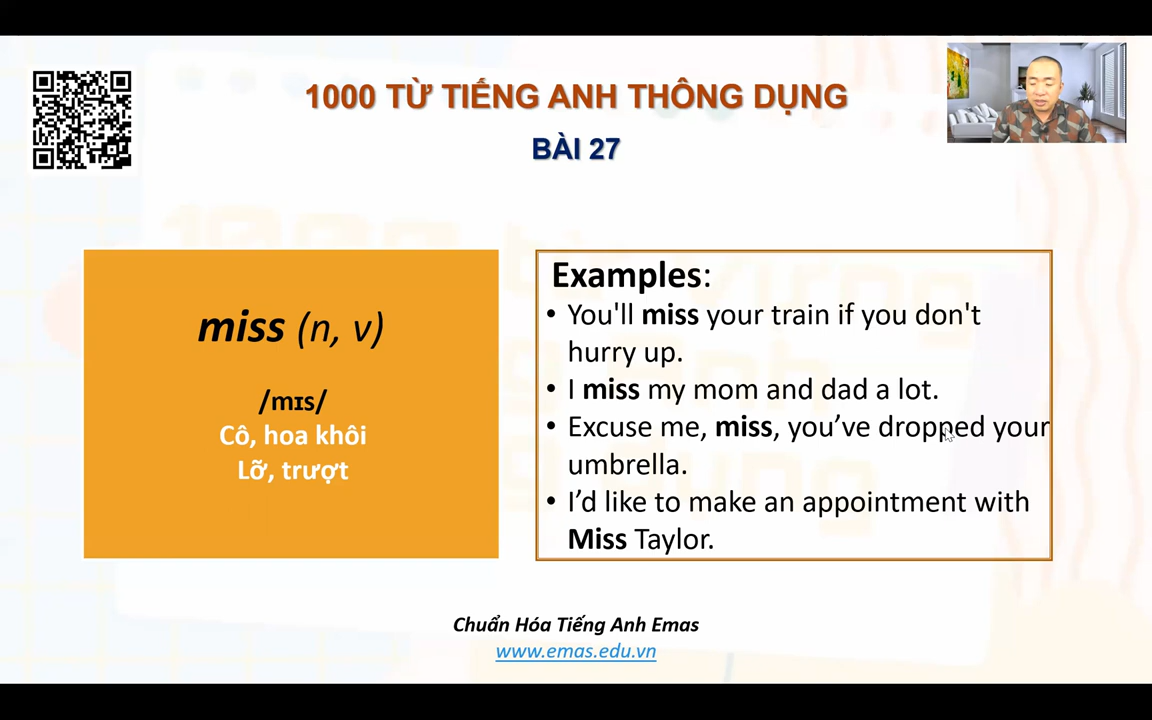 1000 TỪ TIẾNG ANH THÔNG DỤNG
BÀI 27
miss (n, v)
/mɪs/
Cô, hoa khôi
Lỡ, trượt
Examples:
• You'll miss your train if you don't
hurry up.
• I miss my mom and dad a lot.
• Excuse me, miss, you’ve dropped your
umbrella.
• I’d like to make an appointment with
Miss Taylor.
Chuẩn Hóa Tiếng Anh Emas
www.emas.edu.vn